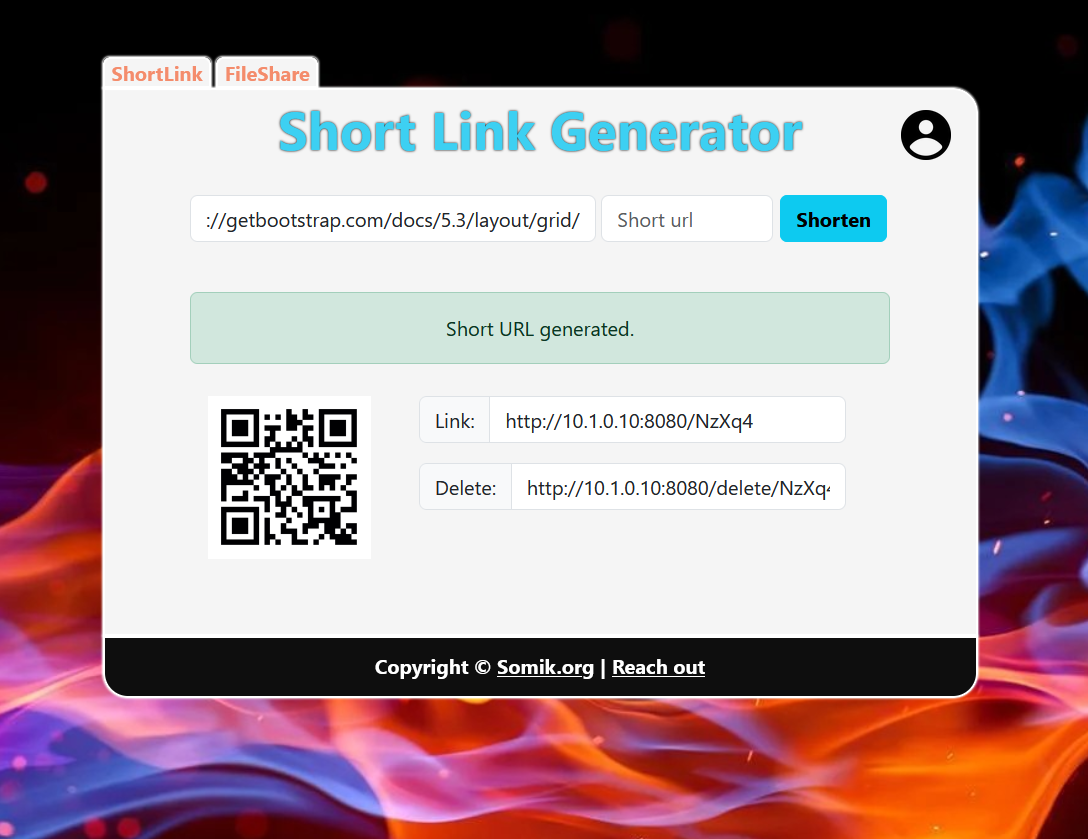 ShortLink FileShare
Short Link Generator
://getbootstrap.com/docs/5.3/layout/grid/ Short url Shorten
Short URL generated.
Link: http://10.1.0.10:8080/NzXq4
Delete: http://10.1.0.10:8080/delete/NzXq
Copyright © Somik.org | Reach out